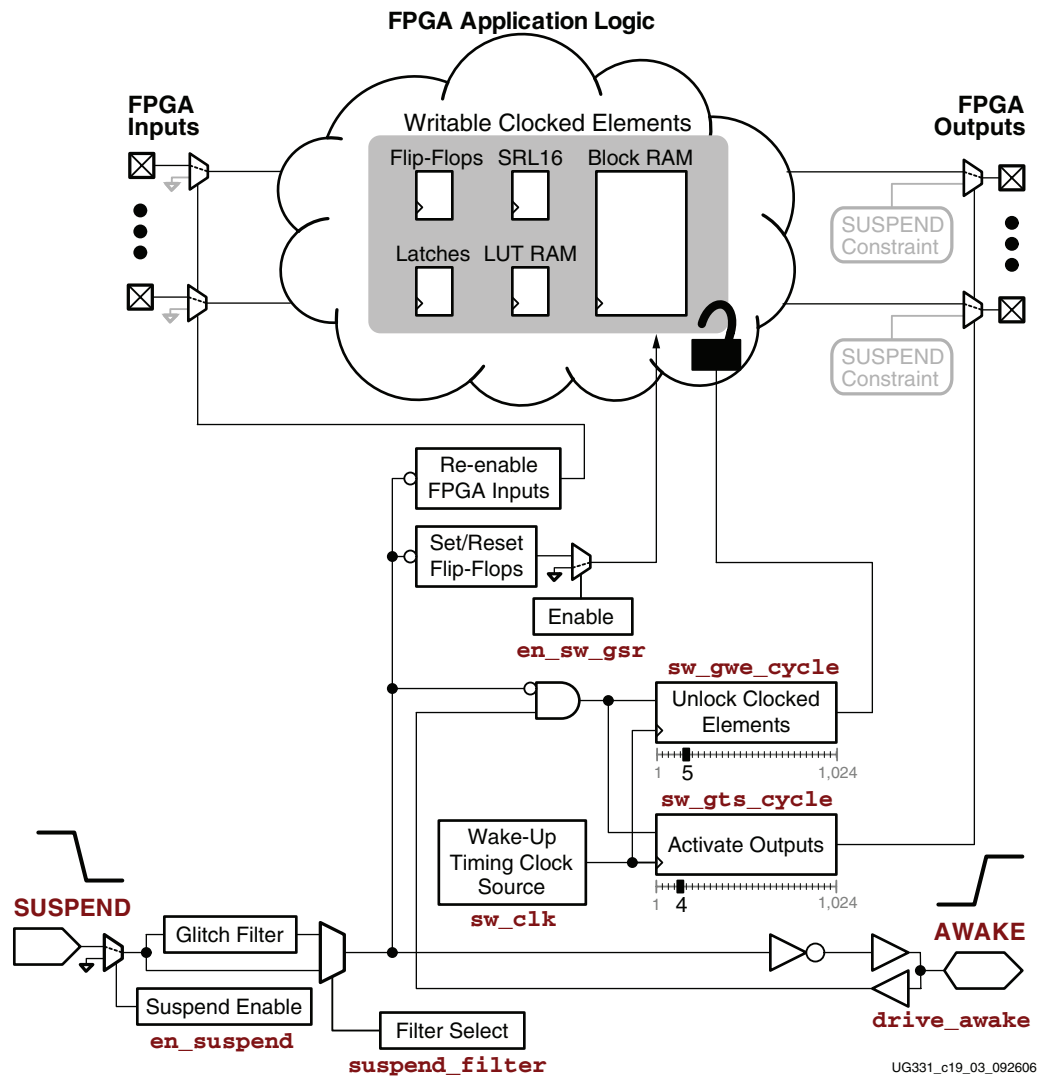 FPGA Application Logic
FPGA
Inputs
FPGA
Outputs
Writable Clocked Elements
Flip-Flops SRL16 Block RAM
Latches LUT RAM
SUSPEND
Constraint
SUSPEND
Constraint
Re-enable
FPGA Inputs
Set/Reset
Flip-Flops
Enable
en_sw_gsr
sw_gwe_cycle
Unlock Clocked
Elements
1 5 1,024
sw_gts_cycle
Activate Outputs
1 4 1,024
Wake-Up
Timing Clock
Source
sw_clk
SUSPEND
Glitch Filter
Suspend Enable
en_suspend
Filter Select
suspend_filter
AWAKE
drive_awake
UG331_c19_03_092606